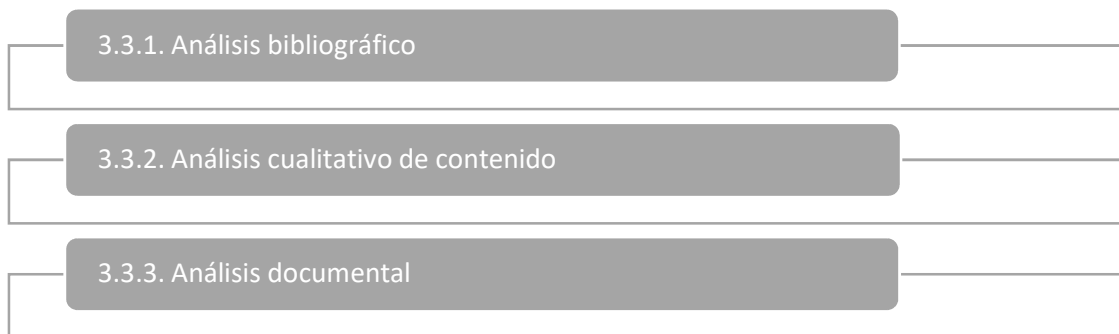 3.3.1. Análisis bibliográfico
3.3.2. Análisis cualitativo de contenido
3.3.3. Análisis documental